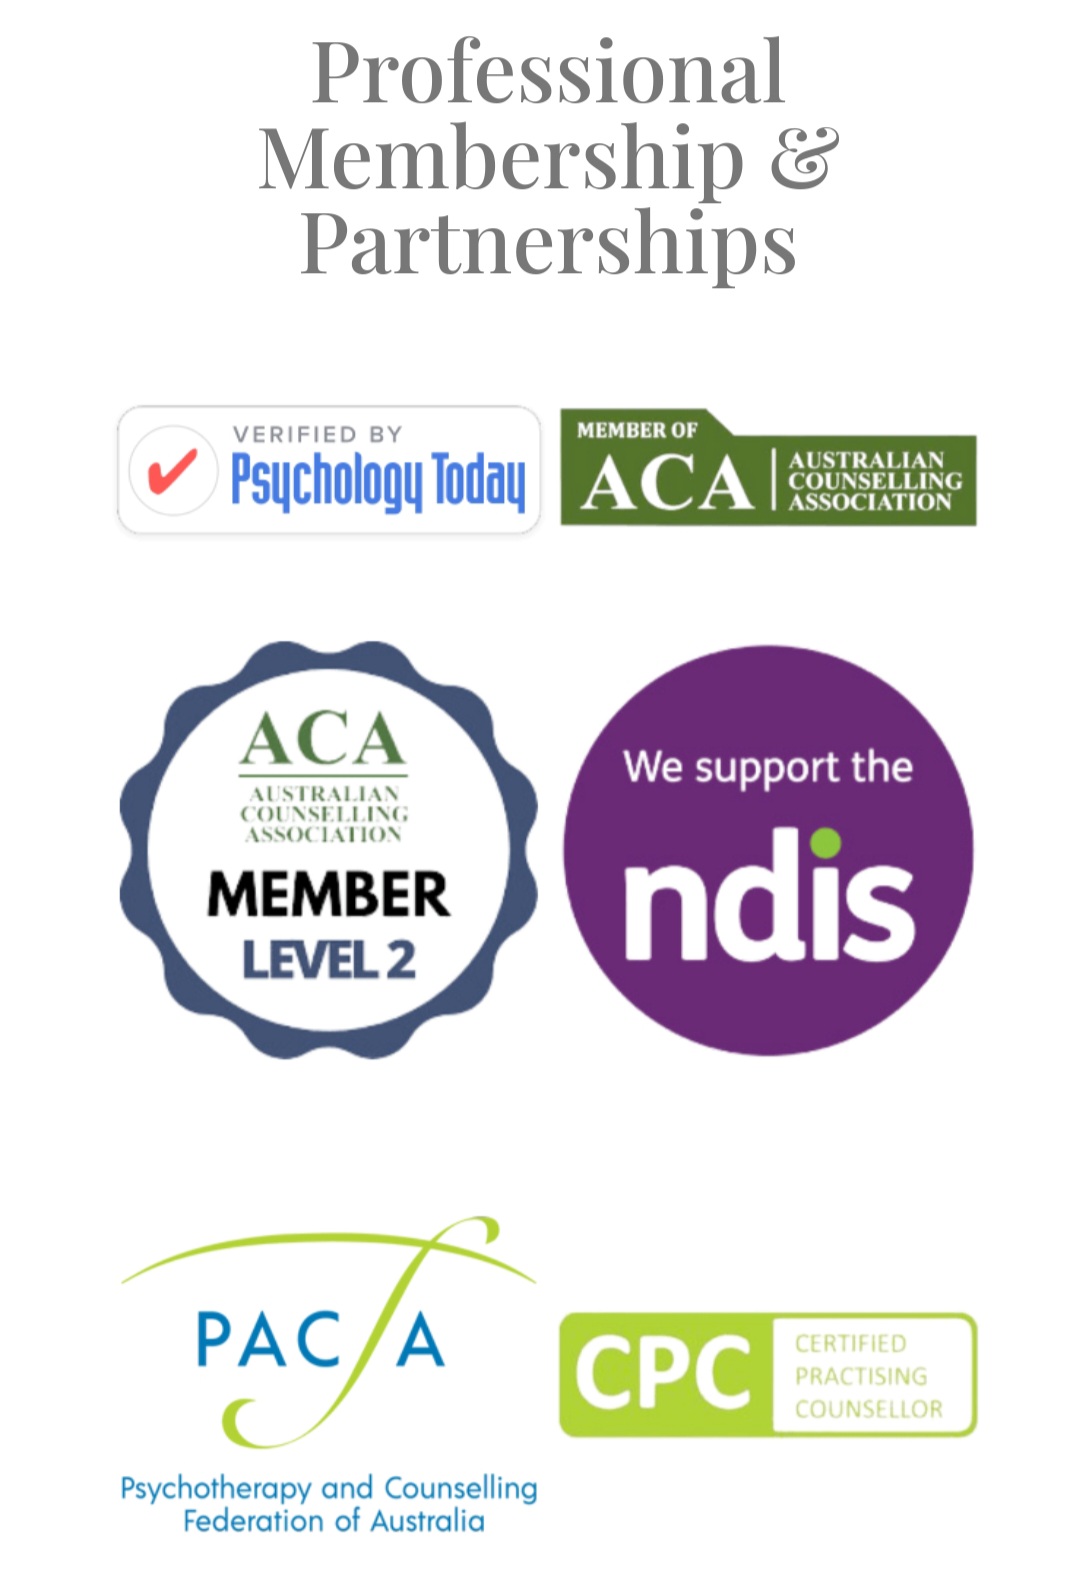 Professional
Membership &
Partnerships
VERIFIED BY
Psychology Today
MEMBER OF
ACA
AUSTRALIAN
COUNSELLING
ASSOCIATION
ACA
AUSTRALIAN
COUNSELLING
ASSOCIATION
MEMBER
LEVEL 2
We support the
ndis
PACfA
Psychotherapy and Counselling
Federation of Australia
CPC
CERTIFIED
PRACTISING
COUNSELLOR